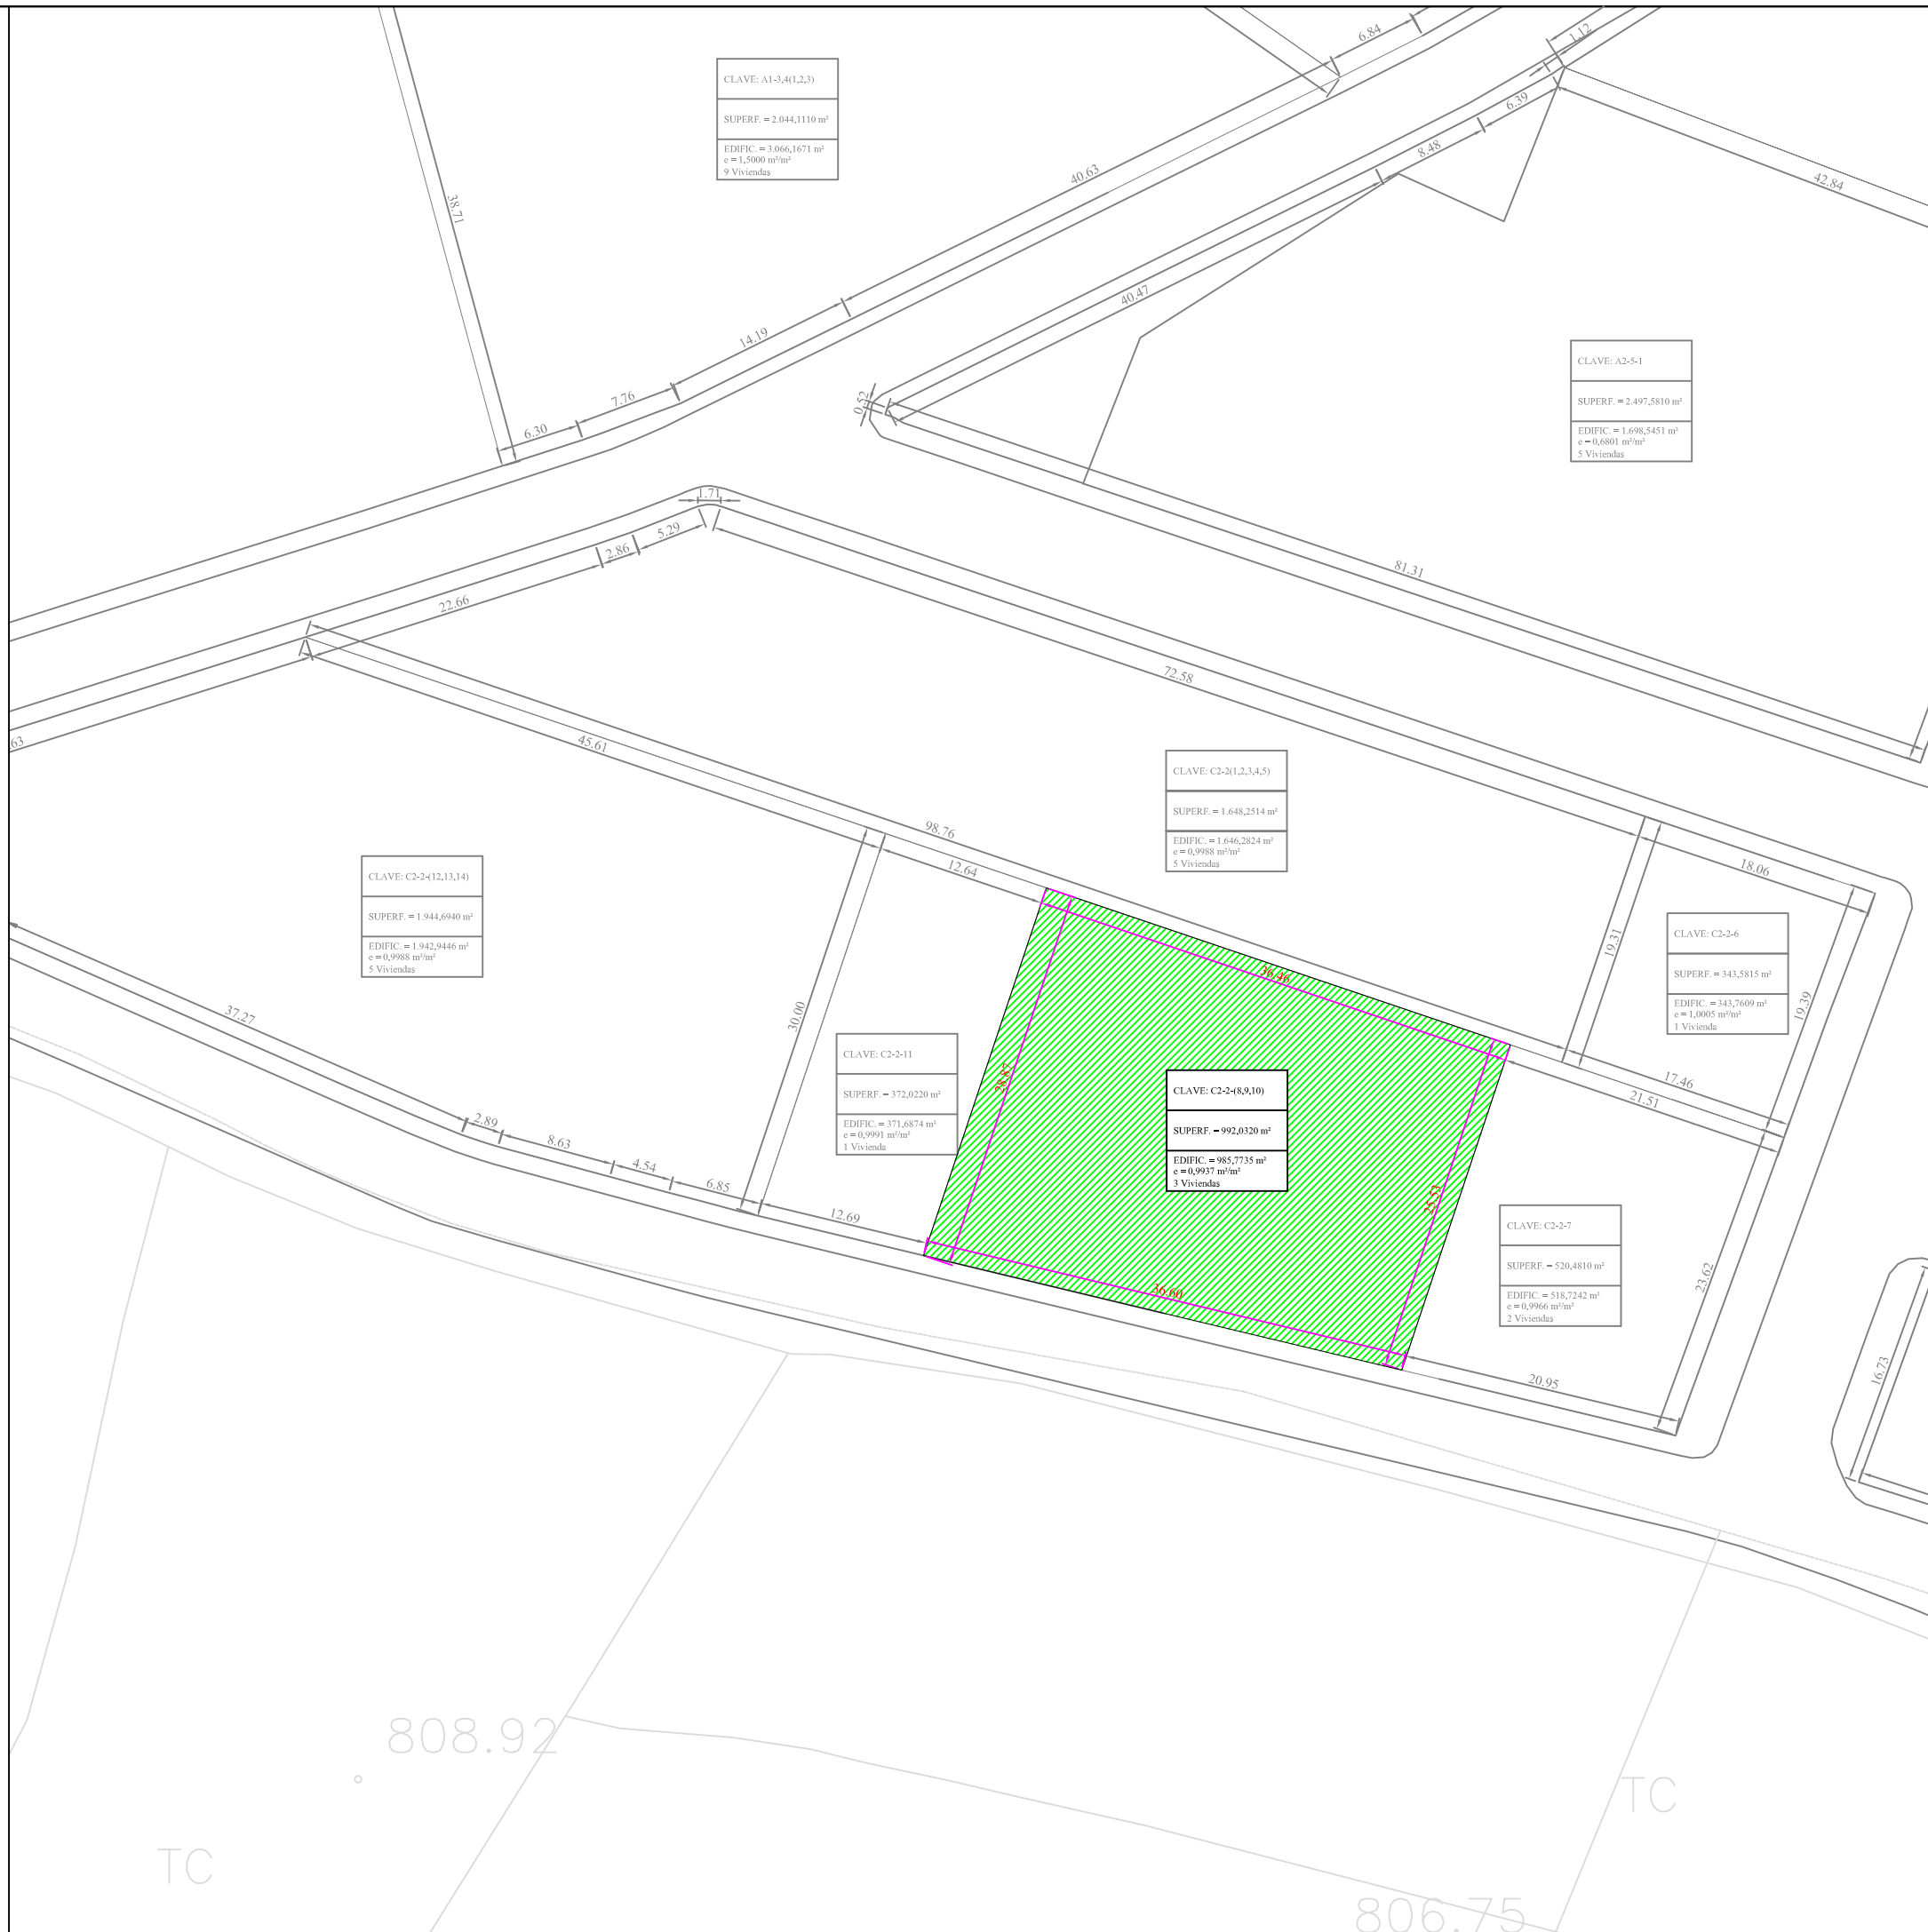 6.84
1.12
CLAVE: A1-3,4(1,2,3)
SUPERF. = 2.044,1110 m²
EDIFIC. = 3.066,1671 m²
e = 1,5000 m²/m²
9 Viviendas
6.39
8.48
40.63
42.84
38.71
40.47
14.19
CLAVE: A2-5-1
SUPERF. = 2.497,5810 m²
EDIFIC. = 1.698,5451 m²
e = 0,6801 m²/m²
5 Viviendas
0.52
7.76
6.30
1.71
5.29
2.86
81.31
22.66
72.58
63
45.61
CLAVE: C2-2(1,2,3,4,5)
SUPERF. = 1.648,2514 m²
EDIFIC. = 1.646,2824 m²
e = 0,9988 m²/m²
5 Viviendas
98.76
12.64
18.06
CLAVE: C2-2-(12,13,14)
SUPERF. = 1.944,6940 m²
EDIFIC. = 1.942,9446 m²
e = 0,9988 m²/m²
5 Viviendas
19.31
CLAVE: C2-2-6
SUPERF. = 343,5815 m²
EDIFIC. = 343,7609 m²
e = 1,0005 m²/m²
1 Vivienda
36.46
19.39
37.27
30.00
CLAVE: C2-2-11
SUPERF. = 372,0220 m²
EDIFIC. = 371,6874 m²
e = 0,9991 m²/m²
1 Vivienda
28.87
CLAVE: C2-2-(8,9,10)
SUPERF. = 992,0320 m²
EDIFIC. = 985,7735 m²
e = 0,9937 m²/m²
3 Viviendas
17.46
21.51
2.89
8.63
4.54
6.85
12.69
25.53
CLAVE: C2-2-7
SUPERF. = 520,4810 m²
EDIFIC. = 518,7242 m²
e = 0,9966 m²/m²
2 Viviendas
23.62
36.60
20.95
16.73
808.92
TC
TC
806.75